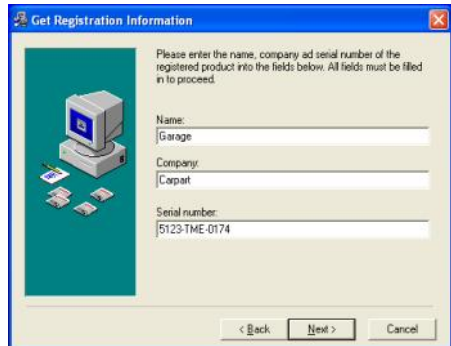 Get Registration Information
Please enter the name, company ad serial number of the
registered product into the fields below. All fields must be filled
in to proceed.
Name:
Garage
Company:
Carpart
Serial number:
5123-TME-0174
< Back
Next >
Cancel